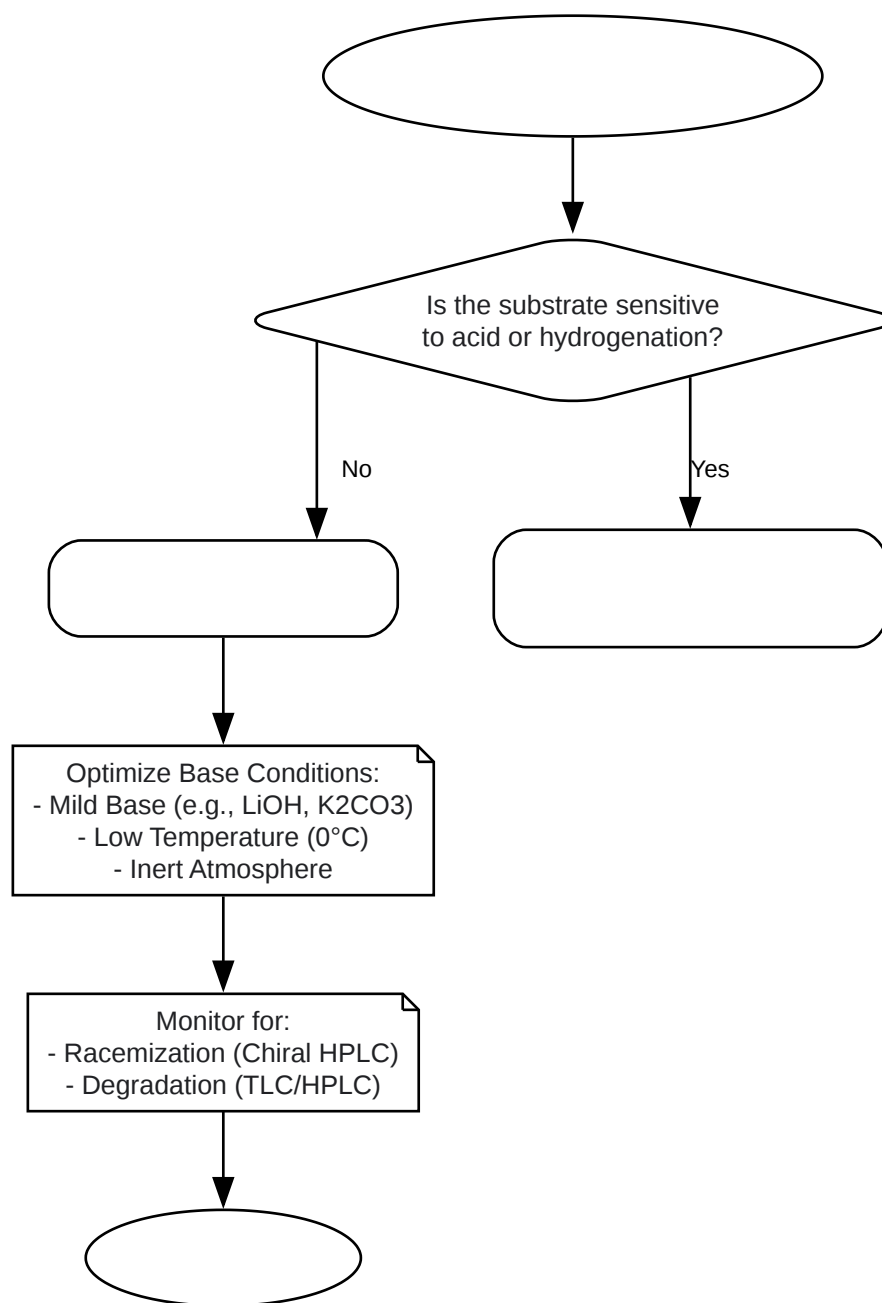 Is the substrate sensitive
to acid or hydrogenation?
No
Yes
Optimize Base Conditions:
- Mild Base (e.g., LiOH, K2CO3)
- Low Temperature (0°C)
- Inert Atmosphere
Monitor for:
- Racemization (Chiral HPLC)
- Degradation (TLC/HPLC)